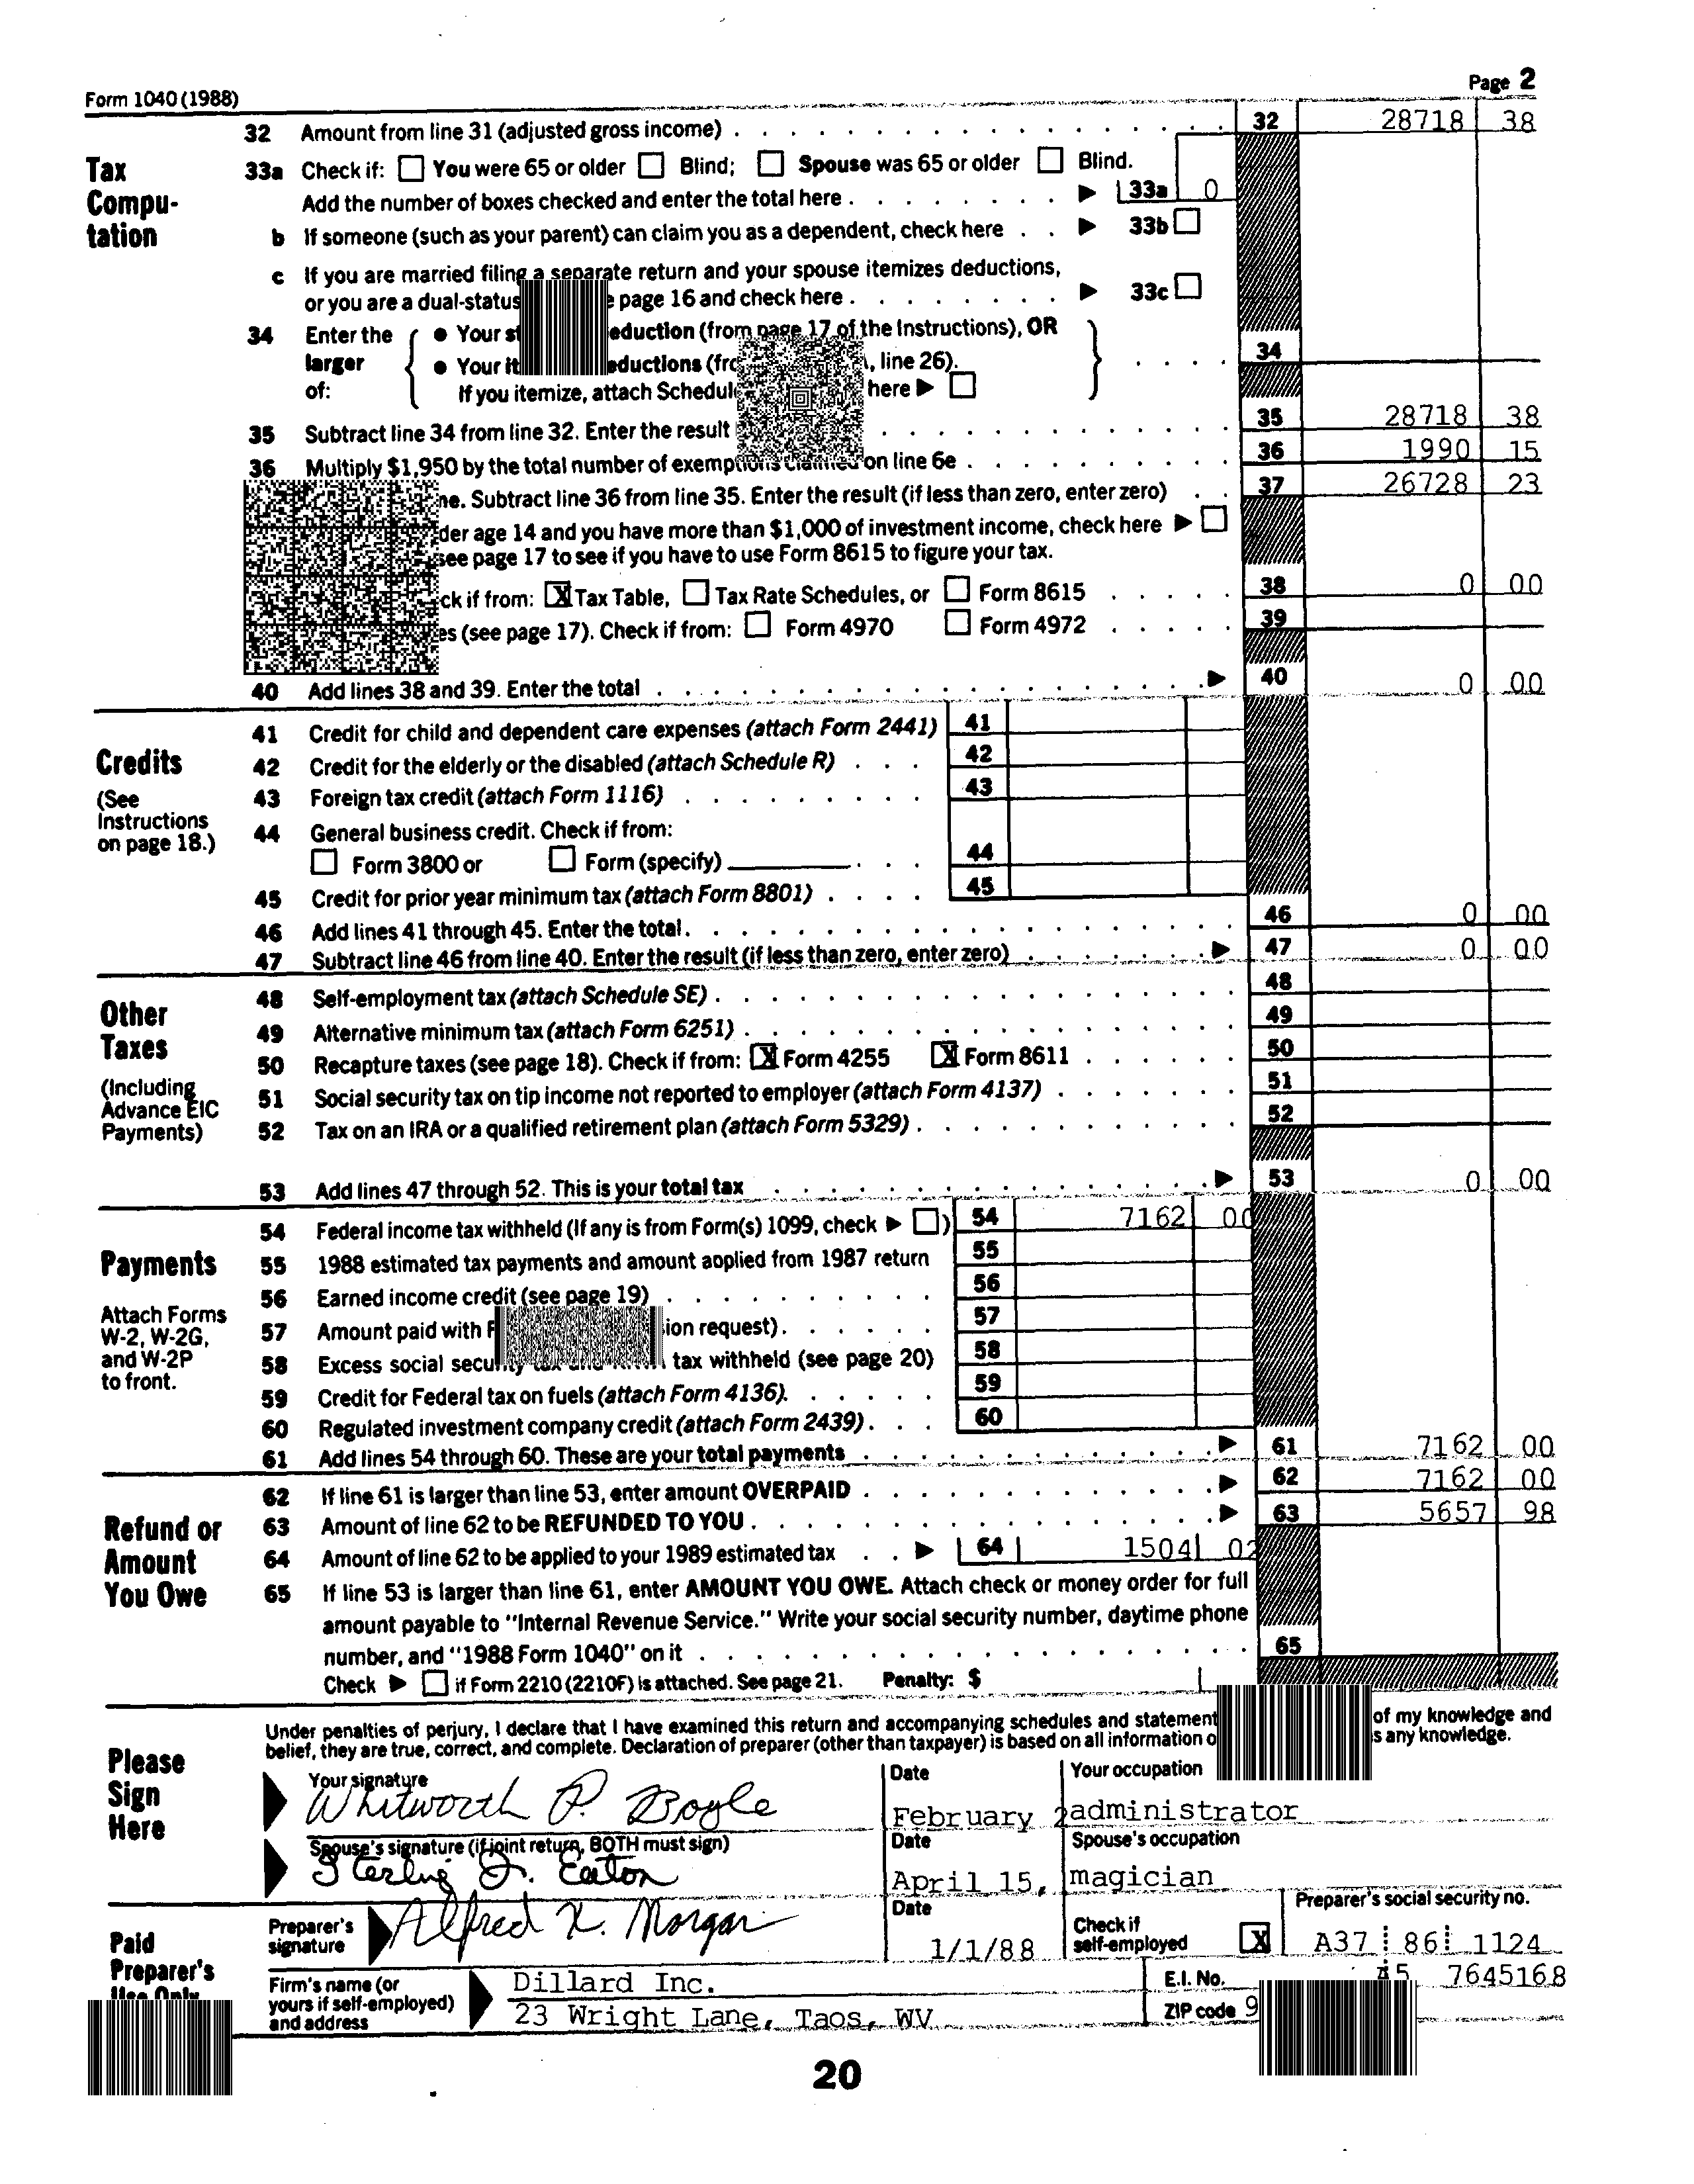 Form 1040 (1988) Page 2
Tax Compu-tation
32 Amount from line 31 (adjusted gross income) 32 28718 38
33a Check if: You were 65 or older Blind; Spouse was 65 or older Blind.
Add the number of boxes checked and enter the total here 33a 0
b If someone (such as your parent) can claim you as a dependent, check here 33b
c If you are married filing a separate return and your spouse itemizes deductions,
or you are a dual-status page 16 and check here 33c
34 Enter the larger of:
Your (from page 17 of the Instructions), OR
Your line 26).
If you itemize, attach here
34
35 Subtract line 34 from line 32. Enter the result 35 28718 38
36 Multiply $1,950 by the total number of exemptions claimed on line 6e 36 1990 15
Subtract line 36 from line 35. Enter the result (if less than zero, enter zero) 37 26728 23
age 14 and you have more than $1,000 of investment income, check here
see page 17 to see if you have to use Form 8615 to figure your tax.
if from: X Tax Table, Tax Rate Schedules, or Form 8615 38 0 00
(see page 17). Check if from: Form 4970 Form 4972 39
40 Add lines 38 and 39. Enter the total 40 0 00
Credits
(See Instructions on page 18.)
41 Credit for child and dependent care expenses (attach Form 2441) 41
42 Credit for the elderly or the disabled (attach Schedule R) 42
43 Foreign tax credit (attach Form 1116) 43
44 General business credit. Check if from:
Form 3800 or Form (specify) 44
45 Credit for prior year minimum tax (attach Form 8801) 45
46 Add lines 41 through 45. Enter the total 46 0 00
47 Subtract line 46 from line 40. Enter the result (if less than zero, enter zero) 47 0 00
Other Taxes
(Including Advance EIC Payments)
48 Self-employment tax (attach Schedule SE) 48
49 Alternative minimum tax (attach Form 6251) 49
50 Recapture taxes (see page 18). Check if from: X Form 4255 X Form 8611 50
51 Social security tax on tip income not reported to employer (attach Form 4137) 51
52 Tax on an IRA or a qualified retirement plan (attach Form 5329) 52
53 Add lines 47 through 52. This is your total tax 53 0 00
Payments
Attach Forms W-2, W-2G, and W-2P to front.
54 Federal income tax withheld (If any is from Form(s) 1099, check ) 54 7162 00
55 1988 estimated tax payments and amount applied from 1987 return 55
56 Earned income credit (see page 19) 56
57 Amount paid with request) 57
58 Excess social security tax and tax withheld (see page 20) 58
59 Credit for Federal tax on fuels (attach Form 4136). 59
60 Regulated investment company credit (attach Form 2439) 60
61 Add lines 54 through 60. These are your total payments 61 7162 00
Refund or Amount You Owe
62 If line 61 is larger than line 53, enter amount OVERPAID 62 7162 00
63 Amount of line 62 to be REFUNDED TO YOU 63 5657 98
64 Amount of line 62 to be applied to your 1989 estimated tax 64 1504 02
65 If line 53 is larger than line 61, enter AMOUNT YOU OWE. Attach check or money order for full
amount payable to "Internal Revenue Service." Write your social security number, daytime phone
number, and "1988 Form 1040" on it 65
Check if Form 2210 (2210F) is attached. See page 21. Penalty: $
Please Sign Here
Under penalties of perjury, I declare that I have examined this return and accompanying schedules and of my knowledge and
belief, they are true, correct, and complete. Declaration of preparer (other than taxpayer) is based on all information any knowledge.
Your signature Date Your occupation
Whitworth P. Boyle February 2 administrator
Spouse's signature (if joint return, BOTH must sign) Date Spouse's occupation
Sterling J. Eaton April 15, magician
Paid Preparer's
Preparer's signature Alfred X. Morgan Date 1/1/88 Check if self-employed X Preparer's social security no. A37 86 1124
Firm's name (or yours if self-employed) and address
Dillard Inc. E.I. No. 7645168
23 Wright Lane, Taos, WV ZIP code 9
20